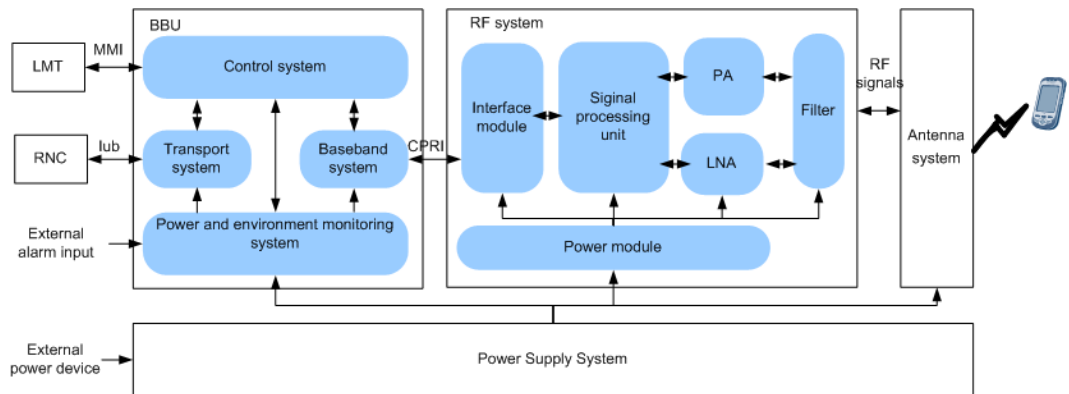 BBU
RF system
LMT
MMI
Control system
RNC
Iub
Transport
system
Baseband
system
CPRI
Power and environment monitoring
system
External
alarm input
Interface
module
Siginal
processing
unit
PA
LNA
Filter
Power module
RF
signals
Antenna
system
External
power device
Power Supply System